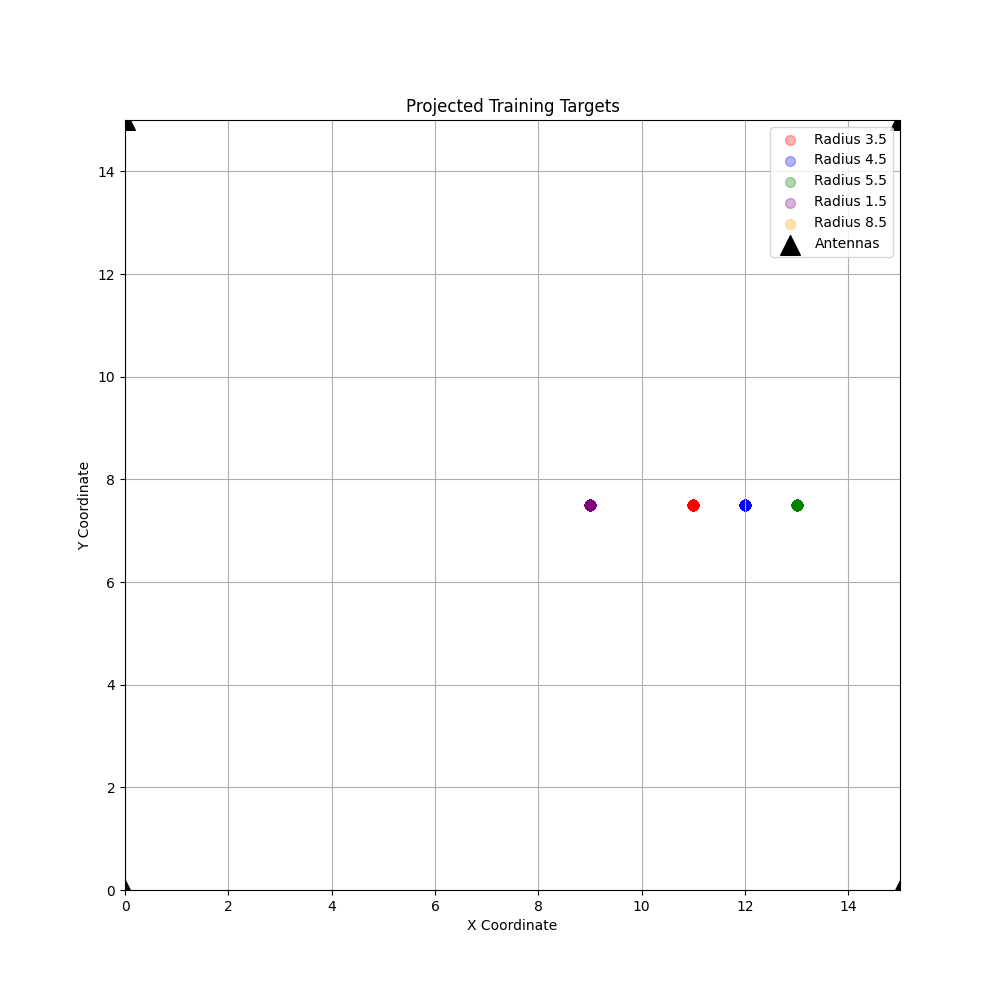 Projected Training Targets
Radius 3.5
Radius 4.5
Radius 5.5
Radius 1.5
Radius 8.5
Antennas
14
12
10
8
6
4
2
0
Y Coordinate
0 2 4 6 8 10 12 14
X Coordinate